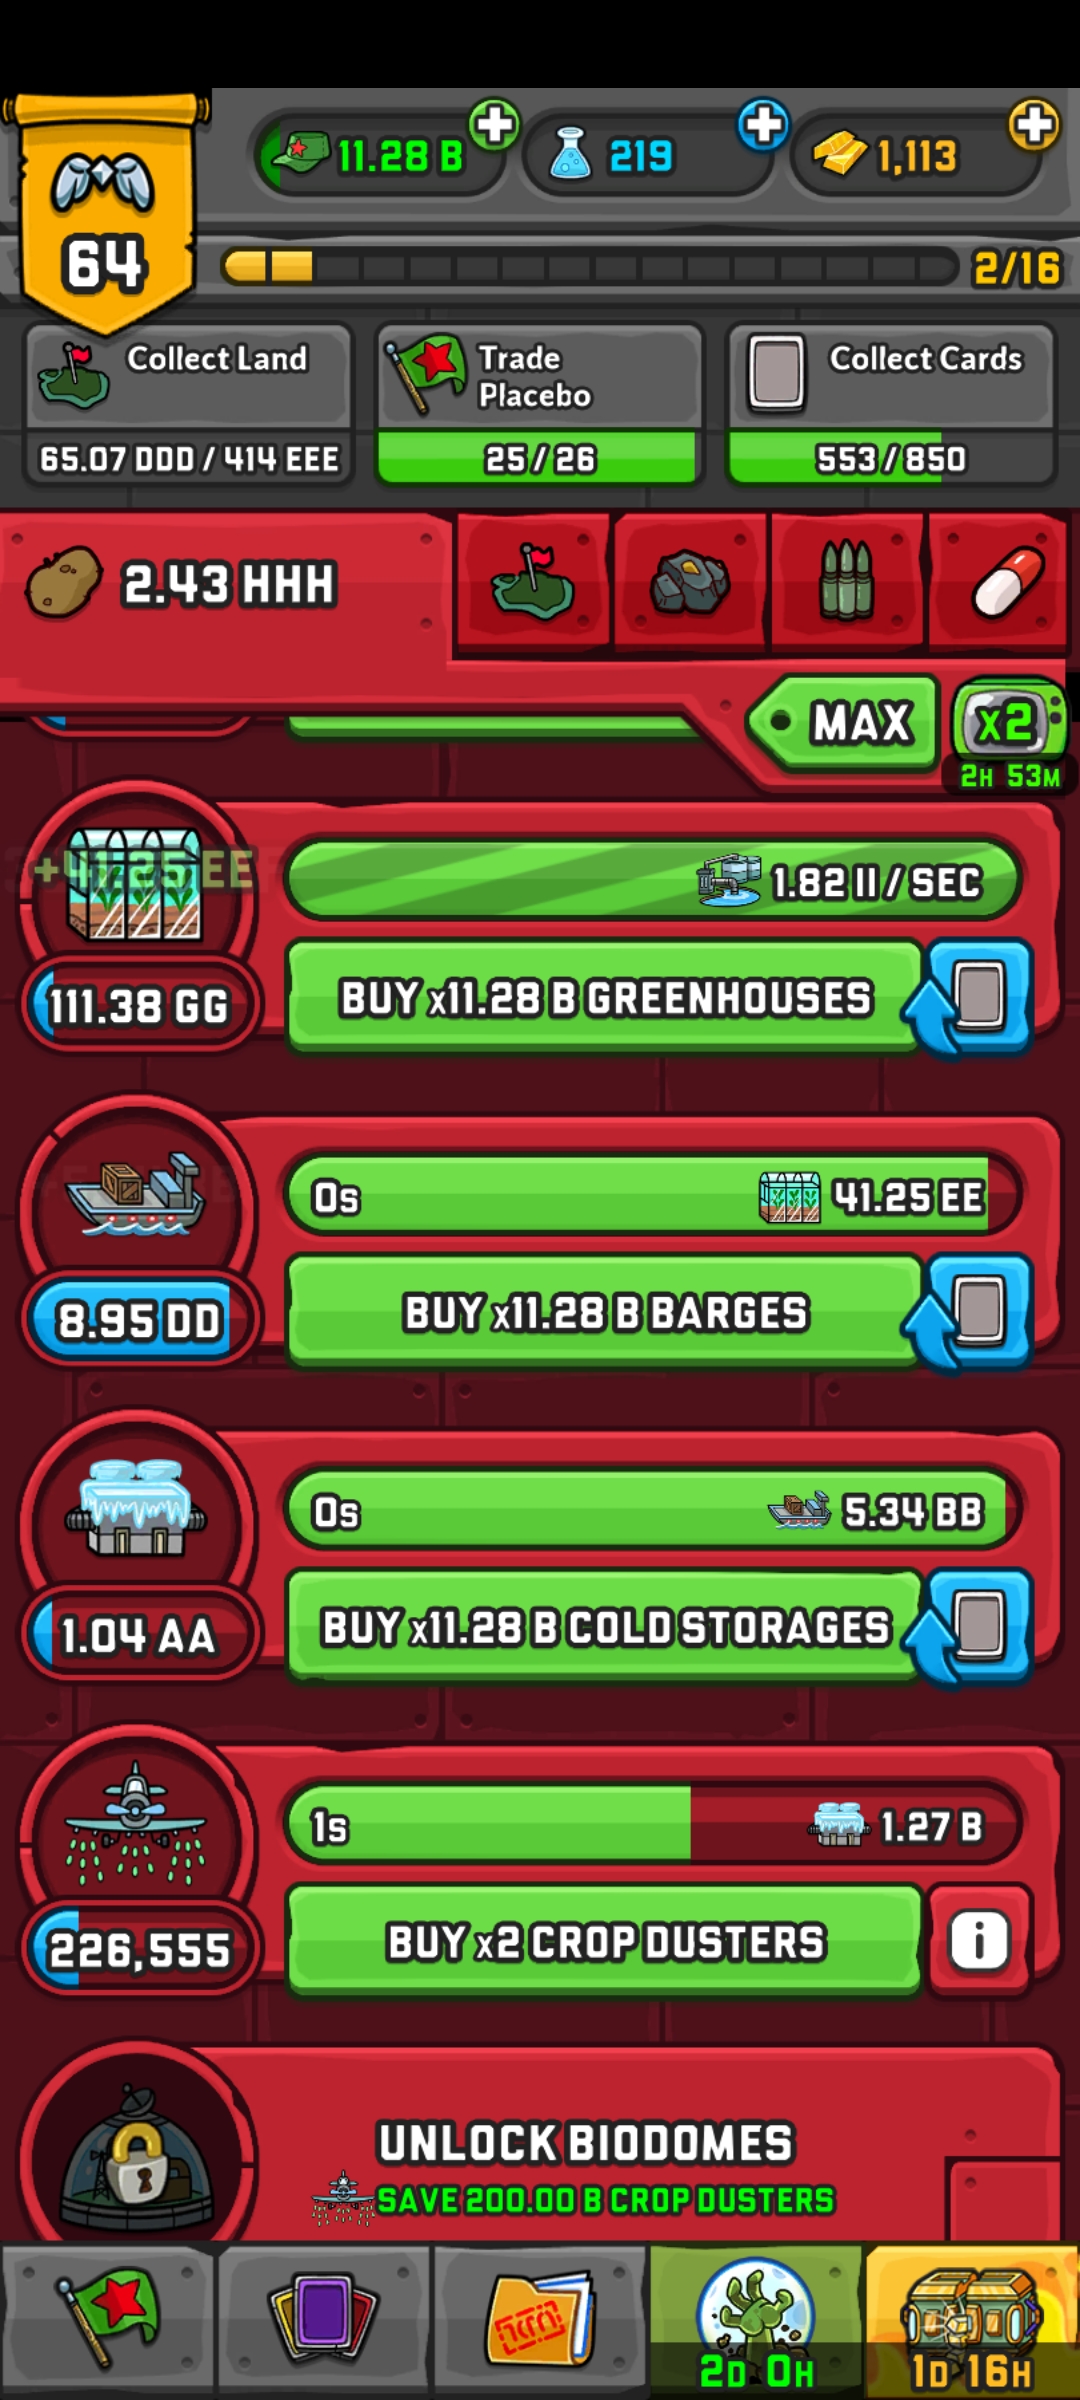 64
11.28 B
219
1,113
2/16
Collect Land
65.07 DDD / 414 EEE
Trade
Placebo
25 / 26
Collect Cards
553 / 850
2.43 HHH
MAX
x2
2H 53M
+41.25 EE
1.82 II / SEC
111.38 GG
BUY x11.28 B GREENHOUSES
0s
41.25 EE
8.95 DD
BUY x11.28 B BARGES
0s
5.34 BB
1.04 AA
BUY x11.28 B COLD STORAGES
1s
1.27 B
226,555
BUY x2 CROP DUSTERS
i
UNLOCK BIODOMES
SAVE 200.00 B CROP DUSTERS
2D 0H
1D 16H